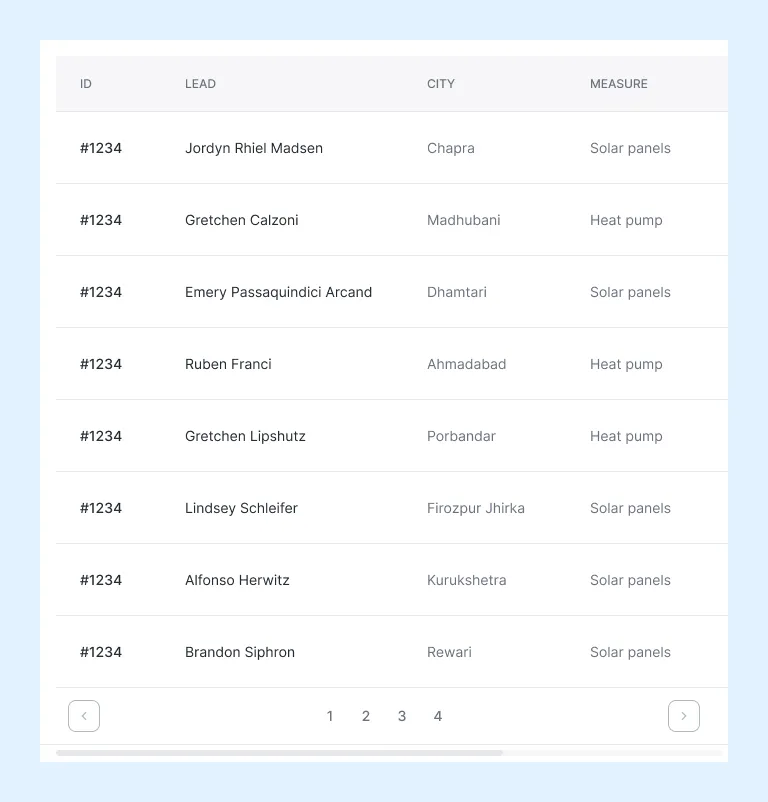 ID LEAD CITY MEASURE
#1234 Jordyn Rhiel Madsen Chapra Solar panels
#1234 Gretchen Calzoni Madhubani Heat pump
#1234 Emery Passaquindici Arcand Dhamtari Solar panels
#1234 Ruben Franci Ahmadabad Heat pump
#1234 Gretchen Lipshutz Porbandar Heat pump
#1234 Lindsey Schleifer Firozpur Jhirka Solar panels
#1234 Alfonso Herwitz Kurukshetra Solar panels
#1234 Brandon Siphron Rewari Solar panels
1 2 3 4